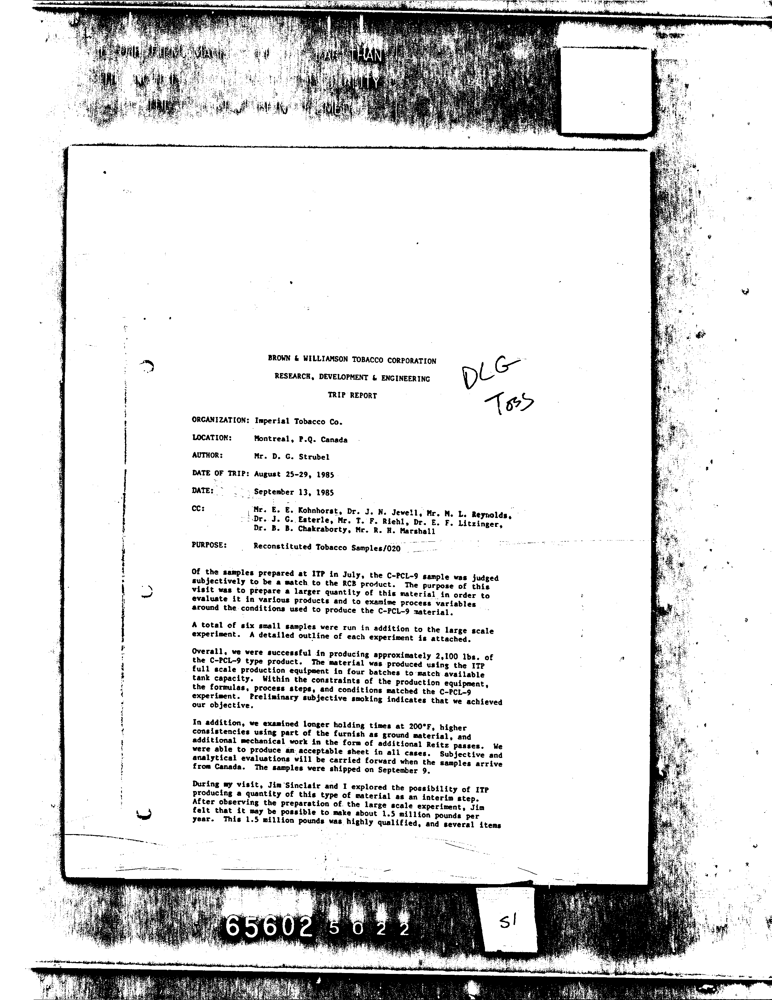 THAN
BROWN & WILLIAMSON TOBACCO CORPORATION
RESEARCH, DEVELOPMENT & ENGINEERING
TRIP REPORT
DLG
Toss
ORGANIZATION: Imperial Tobacco Co.
LOCATION: Montreal, P.Q. Canada
AUTHOR: Mr. D. G. Strubel
DATE OF TRIP: August 25-29, 1985
DATE: September 13, 1985
CC: Mr. E. E. Kohnhorst, Dr. J. N. Jewell, Mr. M. L. Reynolds,
Dr. J. G. Esterle, Mr. T. F. Riehl, Dr. E. F. Litzinger,
Dr. B. B. Chakraborty, Mr. R. H. Marshall
PURPOSE: Reconstituted Tobacco Samples/020
Of the samples prepared at ITP in July, the C-PCL-9 sample was judged
subjectively to be a match to the RCB product. The purpose of this
visit was to prepare a larger quantity of this material in order to
evaluate it in various products and to examine process variables
around the conditions used to produce the C-PCL-9 material.
A total of six small samples were run in addition to the large scale
experiment. A detailed outline of each experiment is attached.
Overall, we were successful in producing approximately 2,100 lbs. of
the C-PCL-9 type product. The material was produced using the ITP
full scale production equipment in four batches to match available
tank capacity. Within the constraints of the production equipment,
the formulas, process steps, and conditions matched the C-PCL-9
experiment. Preliminary subjective smoking indicates that we achieved
our objective.
In addition, we examined longer holding times at 200°F, higher
consistencies using part of the furnish as ground material, and
additional mechanical work in the form of additional Reitz passes. We
were able to produce an acceptable sheet in all cases. Subjective and
analytical evaluations will be carried forward when the samples arrive
from Canada. The samples were shipped on September 9.
During my visit, Jim Sinclair and I explored the possibility of ITP
producing a quantity of this type of material as an interim step.
After observing the preparation of the large scale experiment, Jim
felt that it may be possible to make about 1.5 million pounds per
year. This 1.5 million pounds was highly qualified, and several items
65602 5022
51